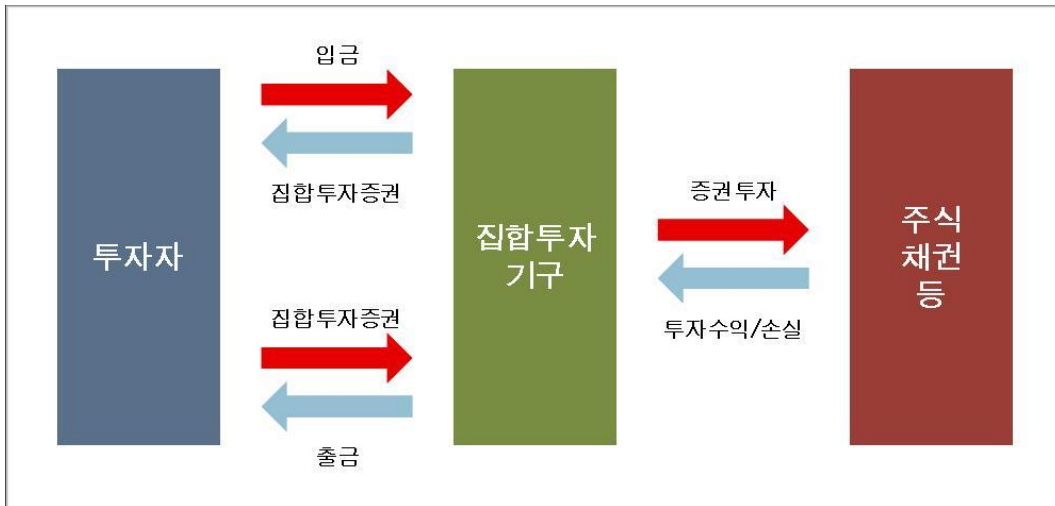 입금
집합투자증권
투자자
집합투자증권
출금
집합투자
기구
증권투자
투자수익/손실
주식
채권
등